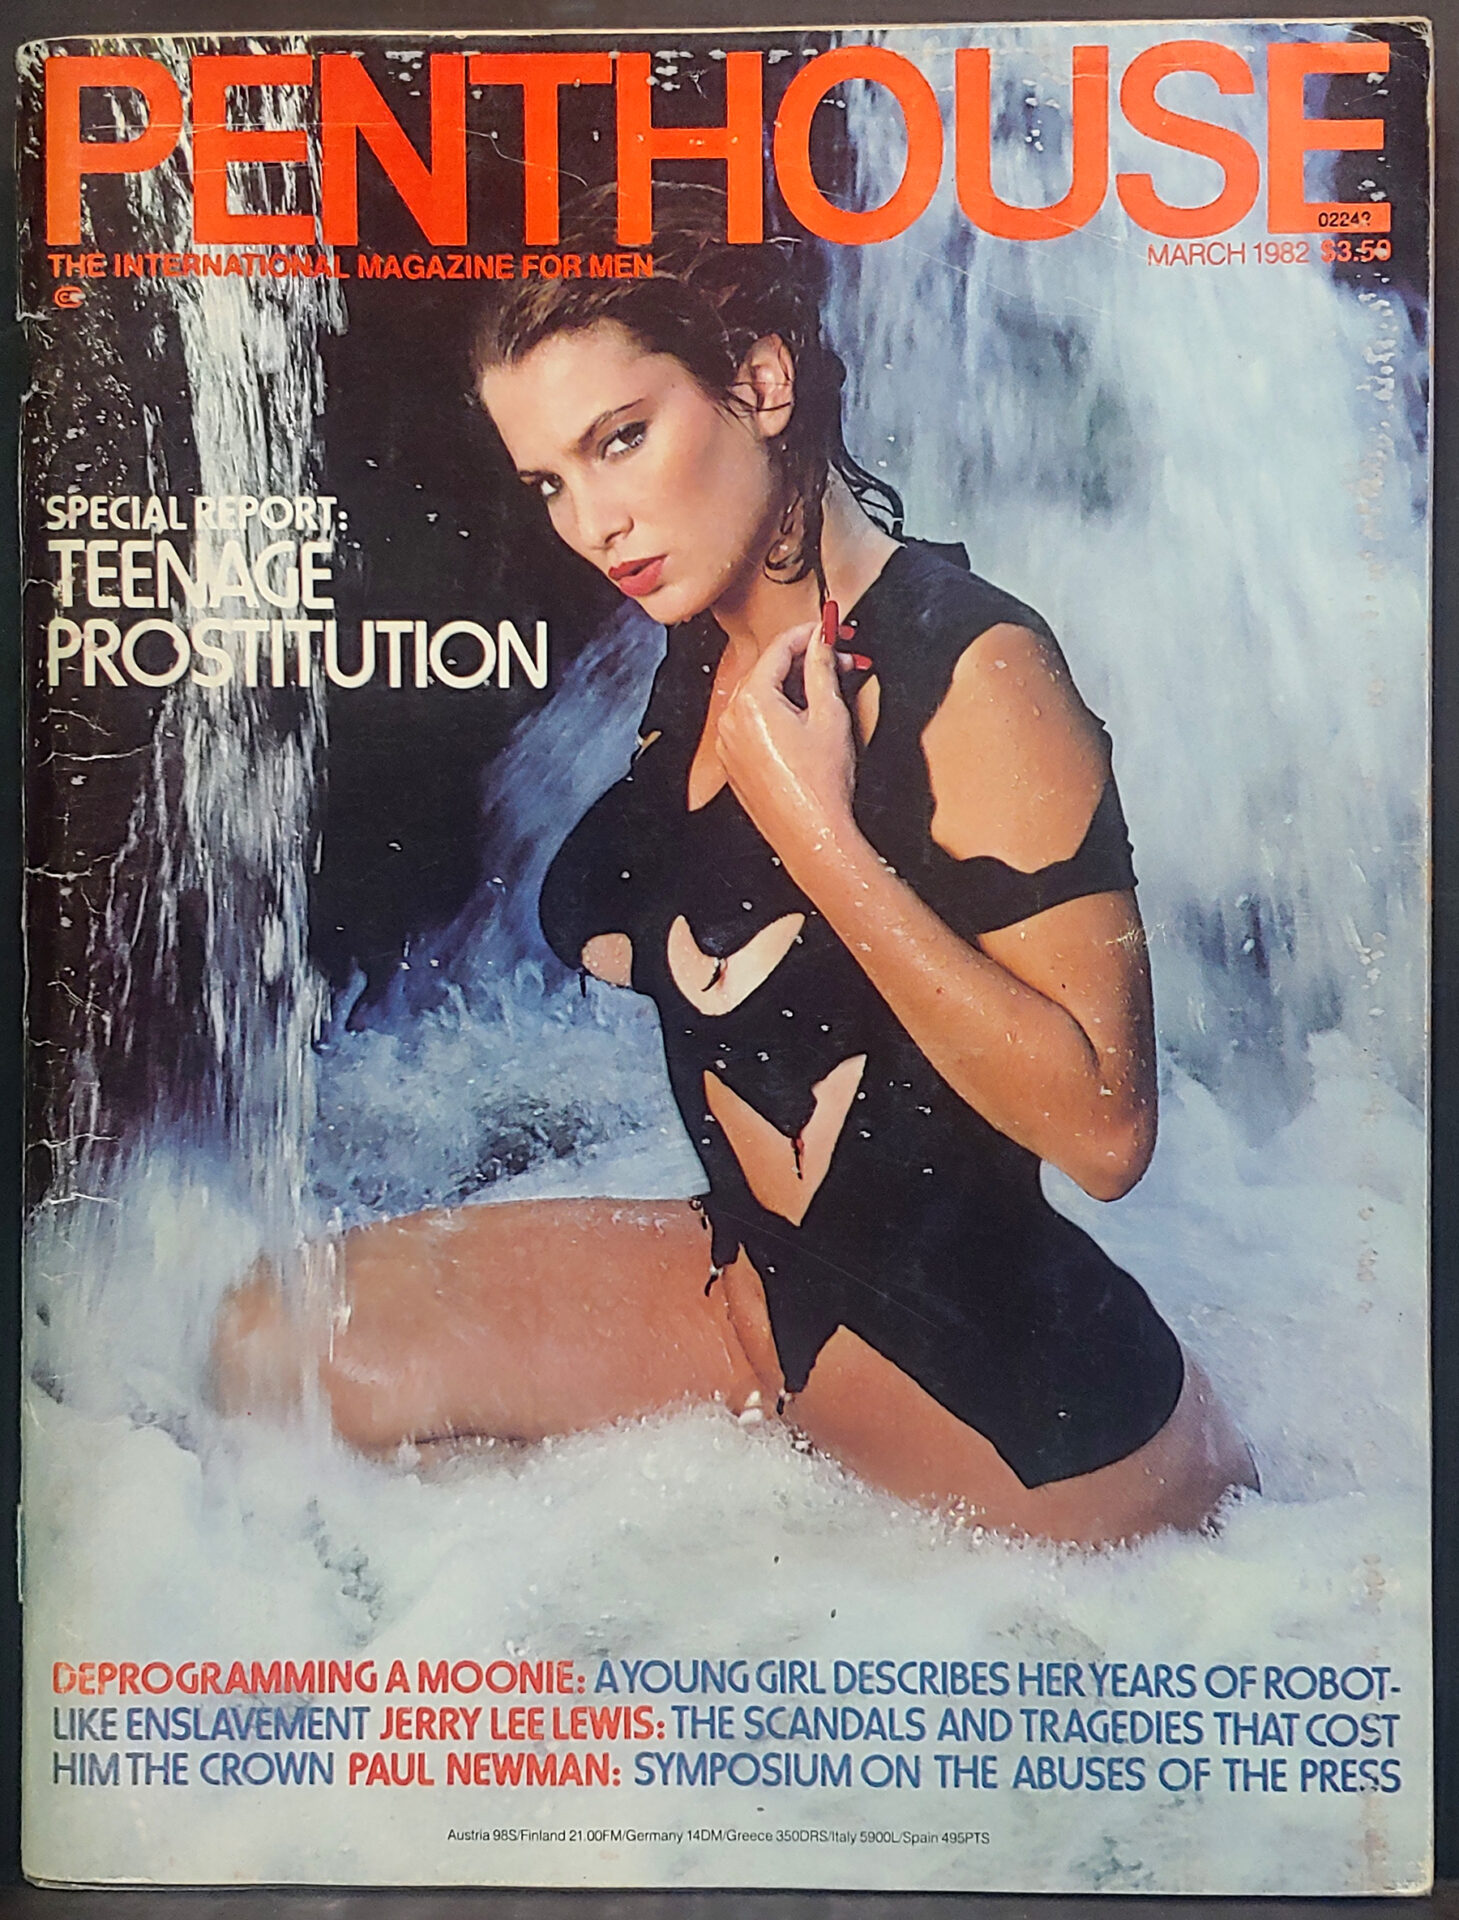 PENTHOUSE
THE INTERNATIONAL MAGAZINE FOR MEN
MARCH 1982 $3.50
SPECIAL REPORT:
TEENAGE
PROSTITUTION
DEPROGRAMMING A MOONIE: A YOUNG GIRL DESCRIBES HER YEARS OF ROBOT-
LIKE ENSLAVEMENT JERRY LEE LEWIS: THE SCANDALS AND TRAGEDIES THAT COST
HIM THE CROWN PAUL NEWMAN: SYMPOSIUM ON THE ABUSES OF THE PRESS
Austria 98S/Finland 21.00FM/Germany 14DM/Greece 350DRS/Italy 5900L/Spain 495PTS